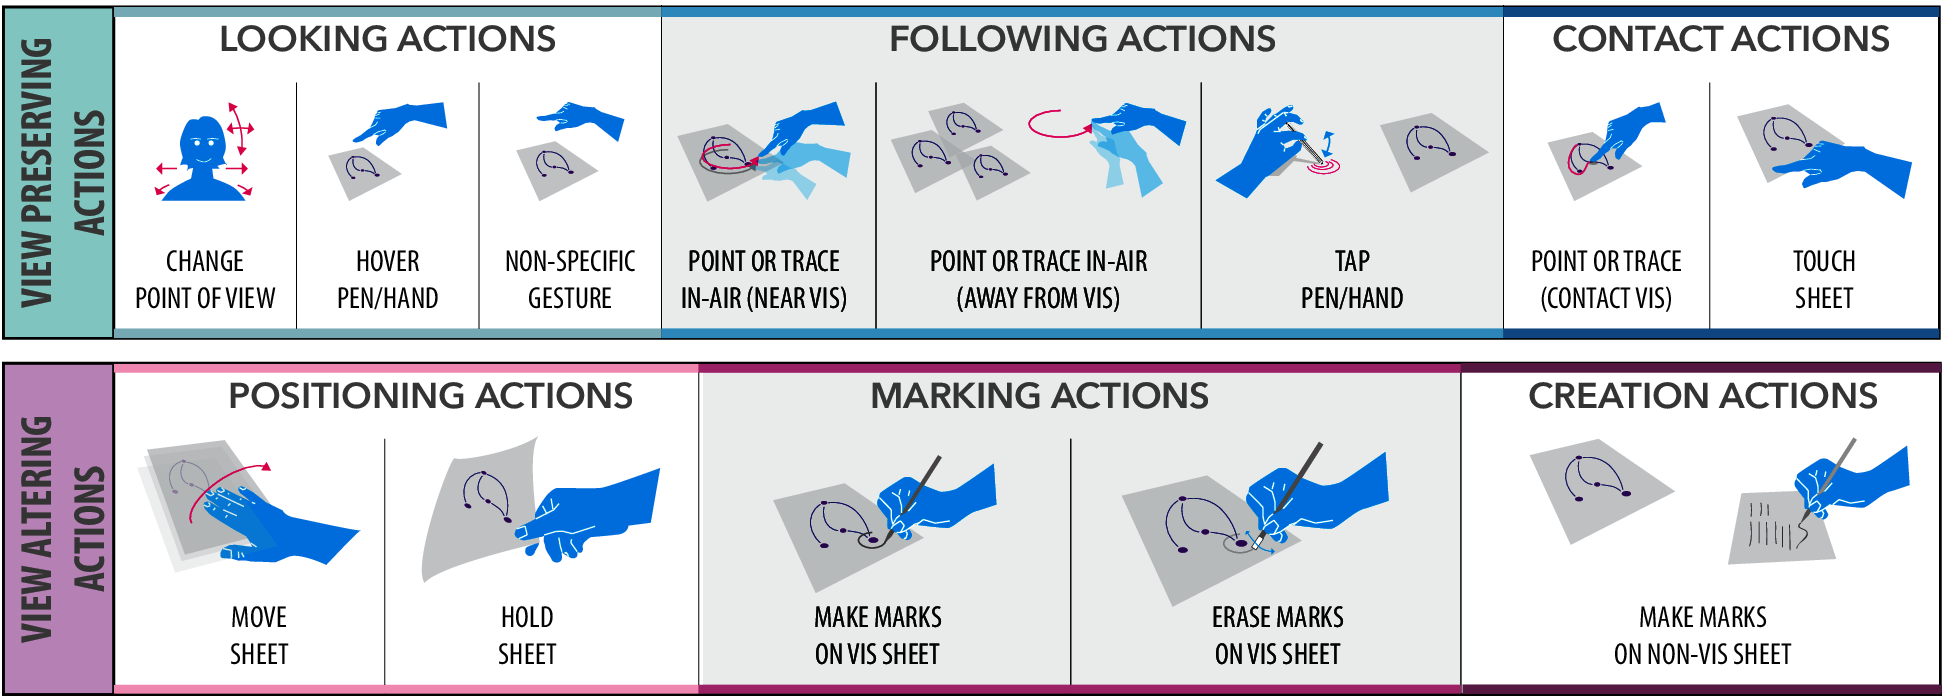 VIEW PRESERVING
ACTIONS
LOOKING ACTIONS
CHANGE
POINT OF VIEW
HOVER
PEN/HAND
NON-SPECIFIC
GESTURE
FOLLOWING ACTIONS
POINT OR TRACE
IN-AIR (NEAR VIS)
POINT OR TRACE IN-AIR
(AWAY FROM VIS)
TAP
PEN/HAND
CONTACT ACTIONS
POINT OR TRACE
(CONTACT VIS)
TOUCH
SHEET
VIEW ALTERING
ACTIONS
POSITIONING ACTIONS
MOVE
SHEET
HOLD
SHEET
MARKING ACTIONS
MAKE MARKS
ON VIS SHEET
ERASE MARKS
ON VIS SHEET
CREATION ACTIONS
MAKE MARKS
ON NON-VIS SHEET